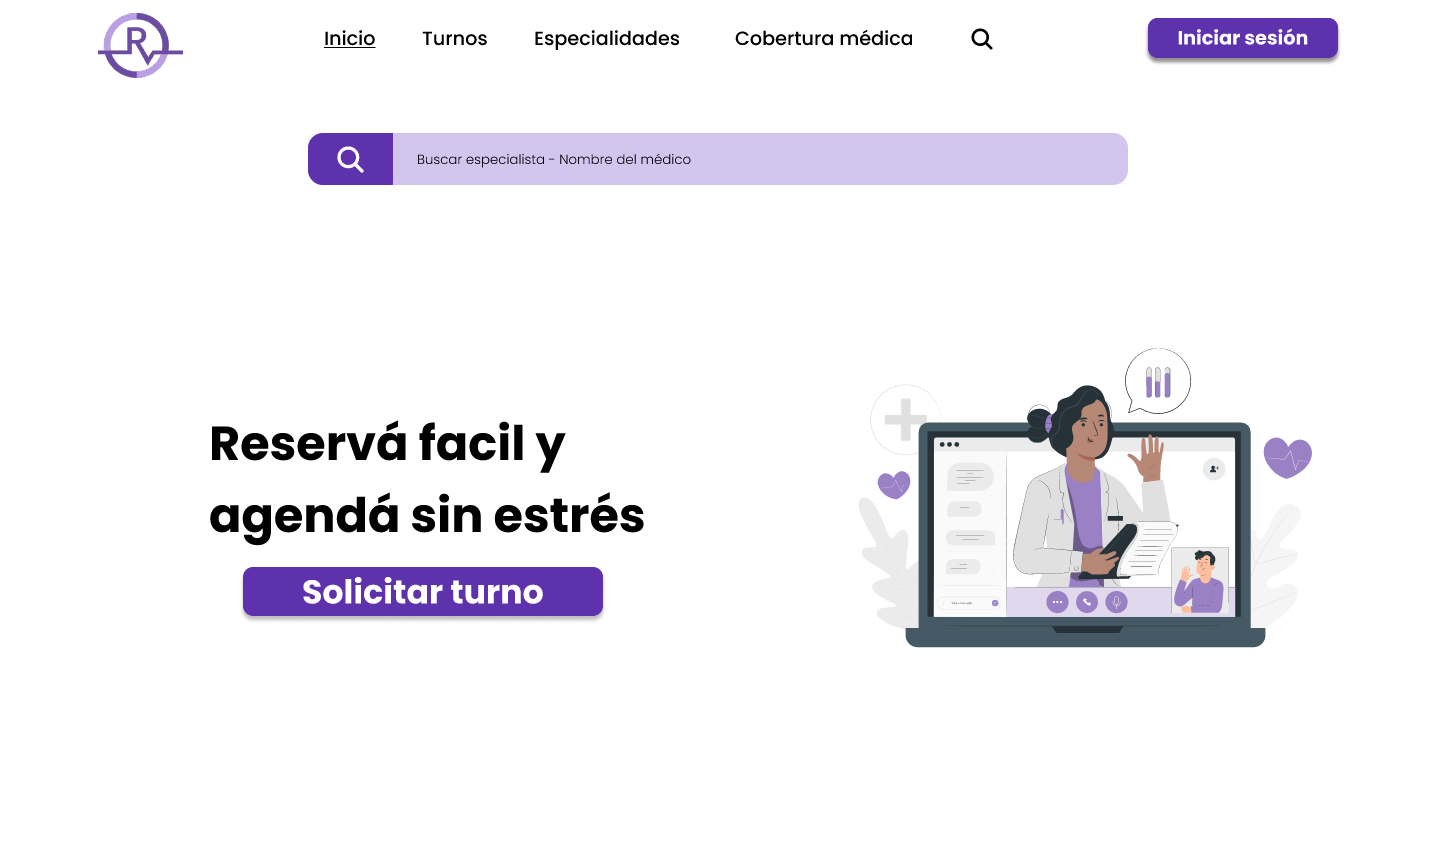 R
Inicio Turnos Especialidades Cobertura médica Iniciar sesión
Buscar especialista - Nombre del médico
Reservá facil y
agendá sin estrés
Solicitar turno